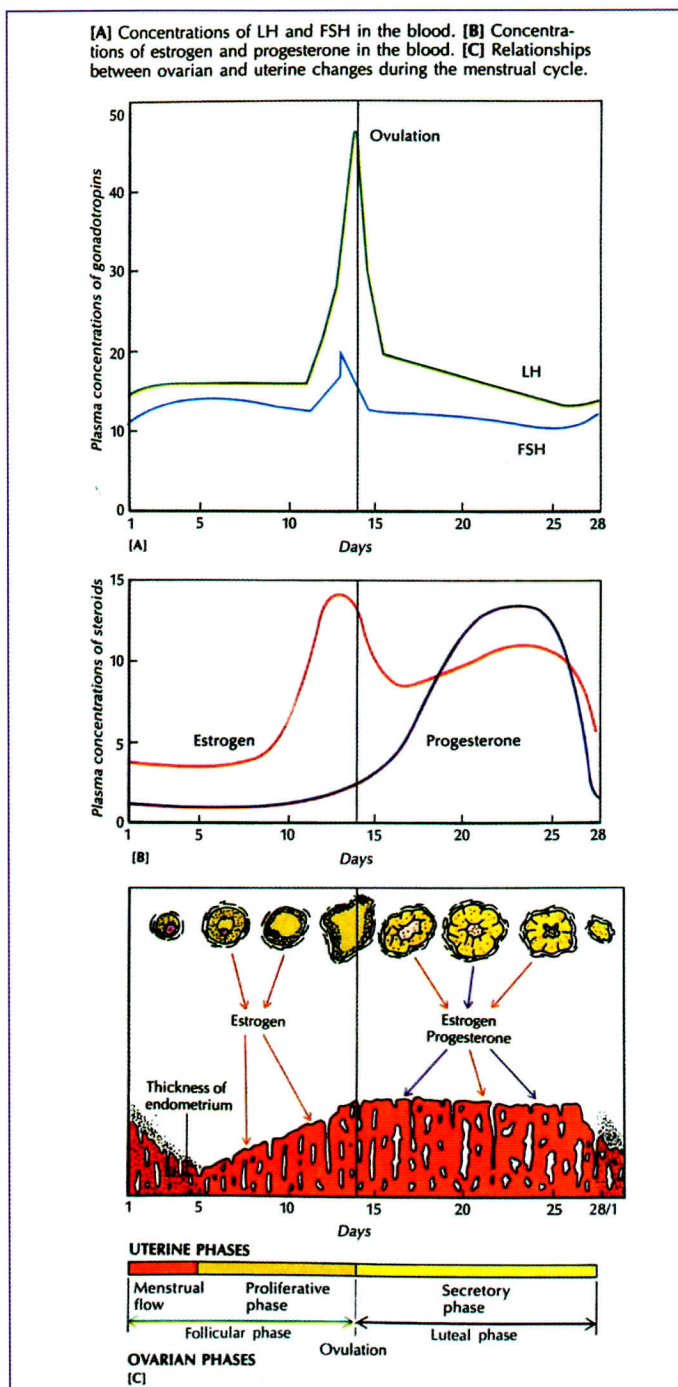 [A] Concentrations of LH and FSH in the blood. [B] Concentra-
tions of estrogen and progesterone in the blood. [C] Relationships
between ovarian and uterine changes during the menstrual cycle.
Plasma concentrations of gonadotropins
50
40
30
20
10
0
Ovulation
LH
FSH
1 5 10 15 20 25 28
[A] Days
Plasma concentrations of steroids
15
10
5
0
Estrogen
Progesterone
1 5 10 15 20 25 28
[B] Days
Estrogen
Estrogen
Progesterone
Thickness of
endometrium
1 5 10 15 20 25 28/1
Days
UTERINE PHASES
Menstrual
flow
Proliferative
phase
Secretory
phase
Follicular phase
Luteal phase
Ovulation
OVARIAN PHASES
[C]